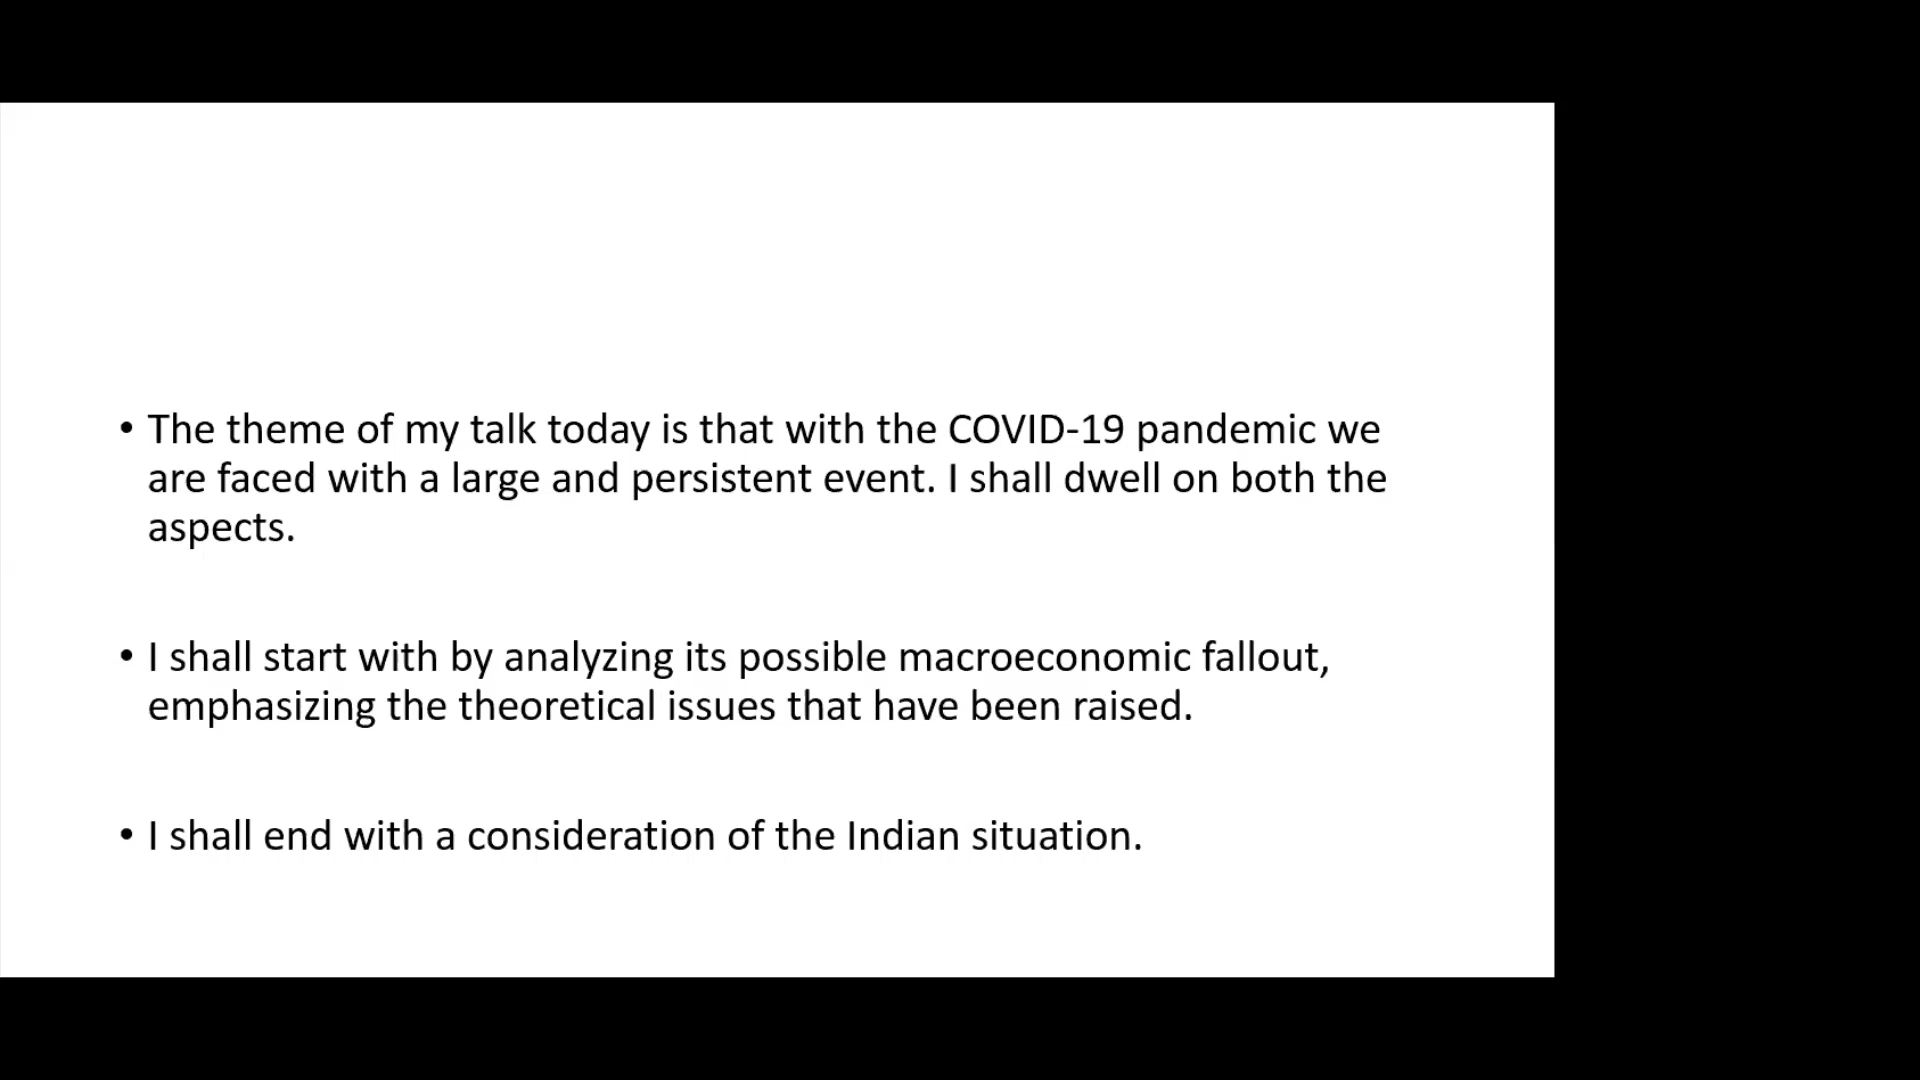 • The theme of my talk today is that with the COVID-19 pandemic we
are faced with a large and persistent event. I shall dwell on both the
aspects.
• I shall start with by analyzing its possible macroeconomic fallout,
emphasizing the theoretical issues that have been raised.
• I shall end with a consideration of the Indian situation.